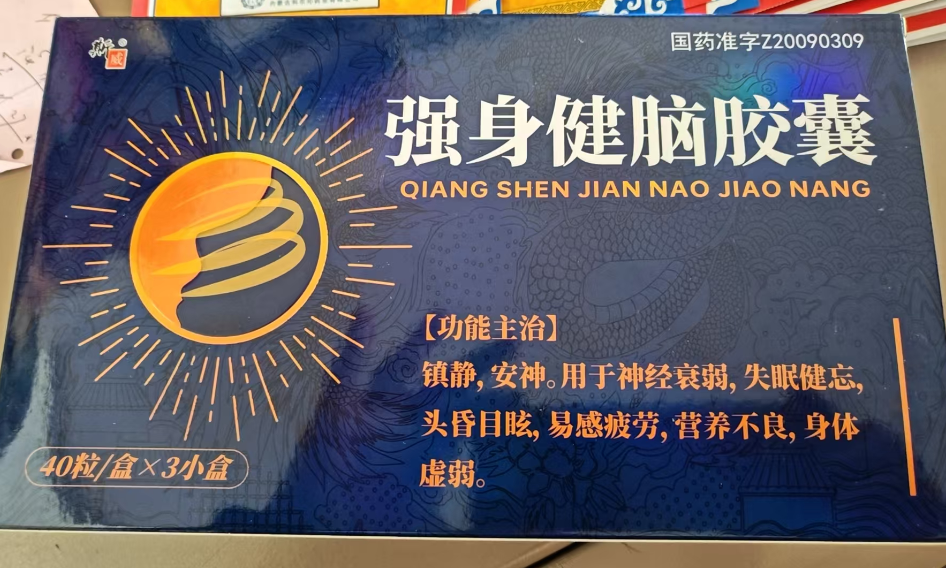 国药准字Z20090309
强身健脑胶囊
QIANG SHEN JIAN NAO JIAO NANG
【功能主治】
镇静,安神。用于神经衰弱,失眠健忘,
头昏目眩,易感疲劳,营养不良,身体
虚弱。
40粒/盒×3小盒